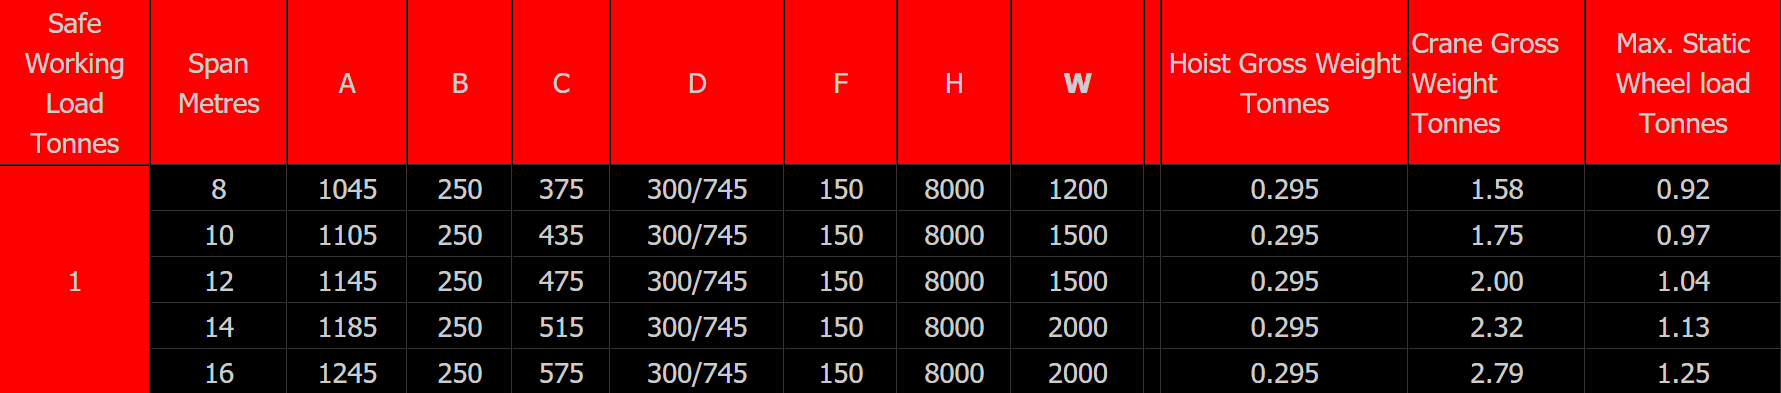 Safe Working Load Tonnes Span Metres A B C D F H W Hoist Gross Weight Tonnes Crane Gross Weight Tonnes Max. Static Wheel load Tonnes
8 1045 250 375 300/745 150 8000 1200 0.295 1.58 0.92
10 1105 250 435 300/745 150 8000 1500 0.295 1.75 0.97
1 12 1145 250 475 300/745 150 8000 1500 0.295 2.00 1.04
14 1185 250 515 300/745 150 8000 2000 0.295 2.32 1.13
16 1245 250 575 300/745 150 8000 2000 0.295 2.79 1.25